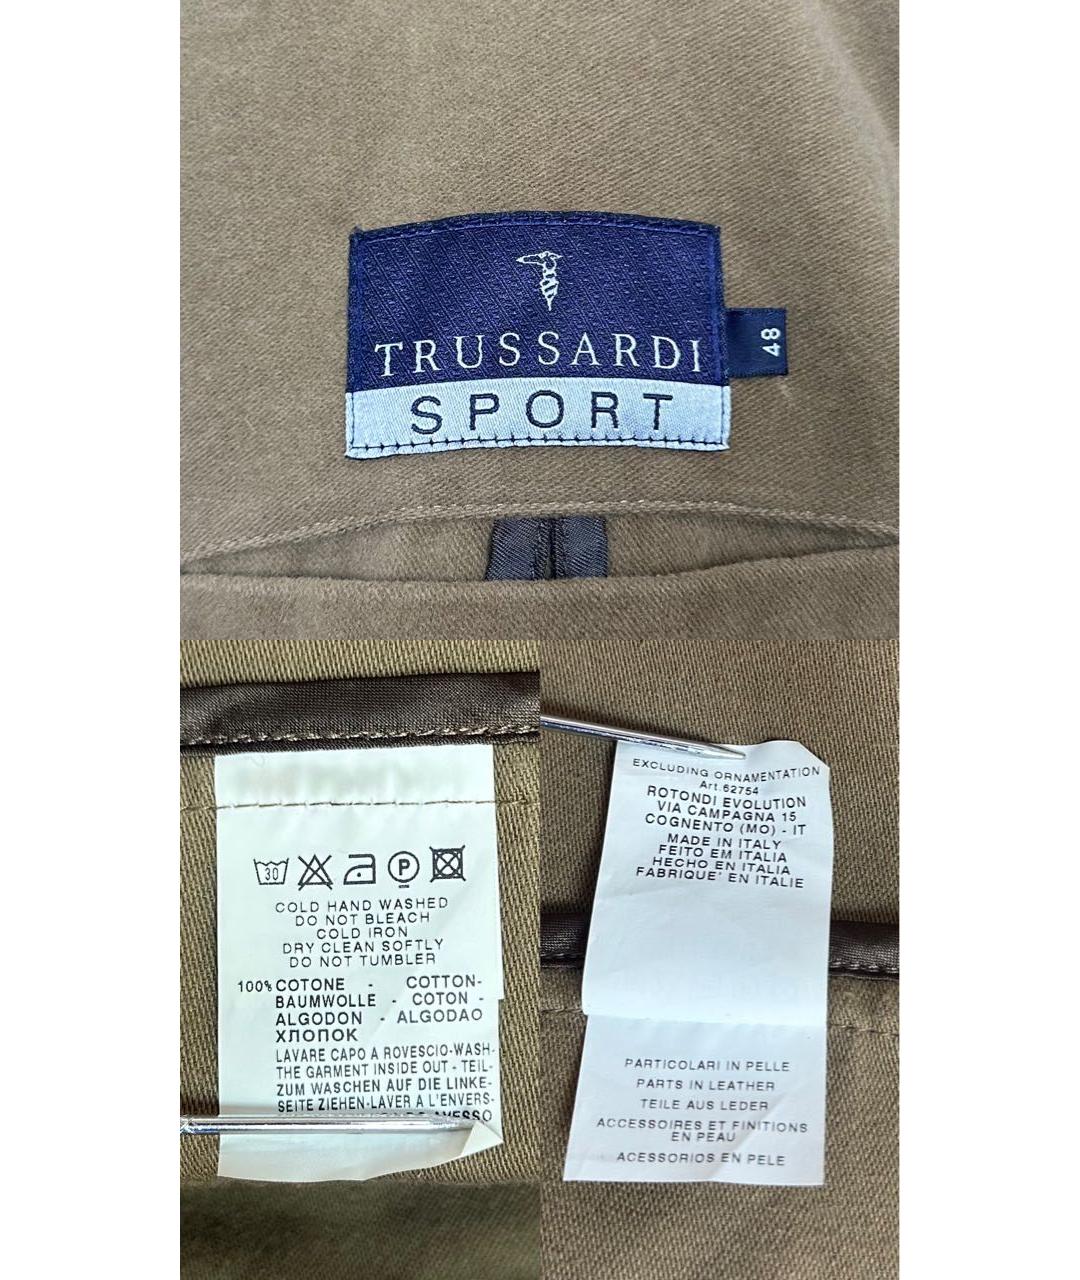 TRUSSARDI
SPORT
48
30
P
COLD HAND WASHED
DO NOT BLEACH
COLD IRON
DRY CLEAN SOFTLY
DO NOT TUMBLER
100% COTONE - COTTON-
BAUMWOLLE - COTON -
ALGODON - ALGODAO
ХЛОПОК
LAVARE CAPO A ROVESCIO-WASH-
THE GARMENT INSIDE OUT - TEIL-
ZUM WASCHEN AUF DIE LINKE-
SEITE ZIEHEN-LAVER A L'ENVERS-
EXCLUDING ORNAMENTATION
Art.62754
ROTONDI EVOLUTION
VIA CAMPAGNA 15
COGNENTO (MO) - IT
MADE IN ITALY
FEITO EM ITALIA
HECHO EN ITALIA
FABRIQUE' EN ITALIE
PARTICOLARI IN PELLE
PARTS IN LEATHER
TEILE AUS LEDER
ACCESSOIRES ET FINITIONS
EN PEAU
ACESSORIOS EN PELE